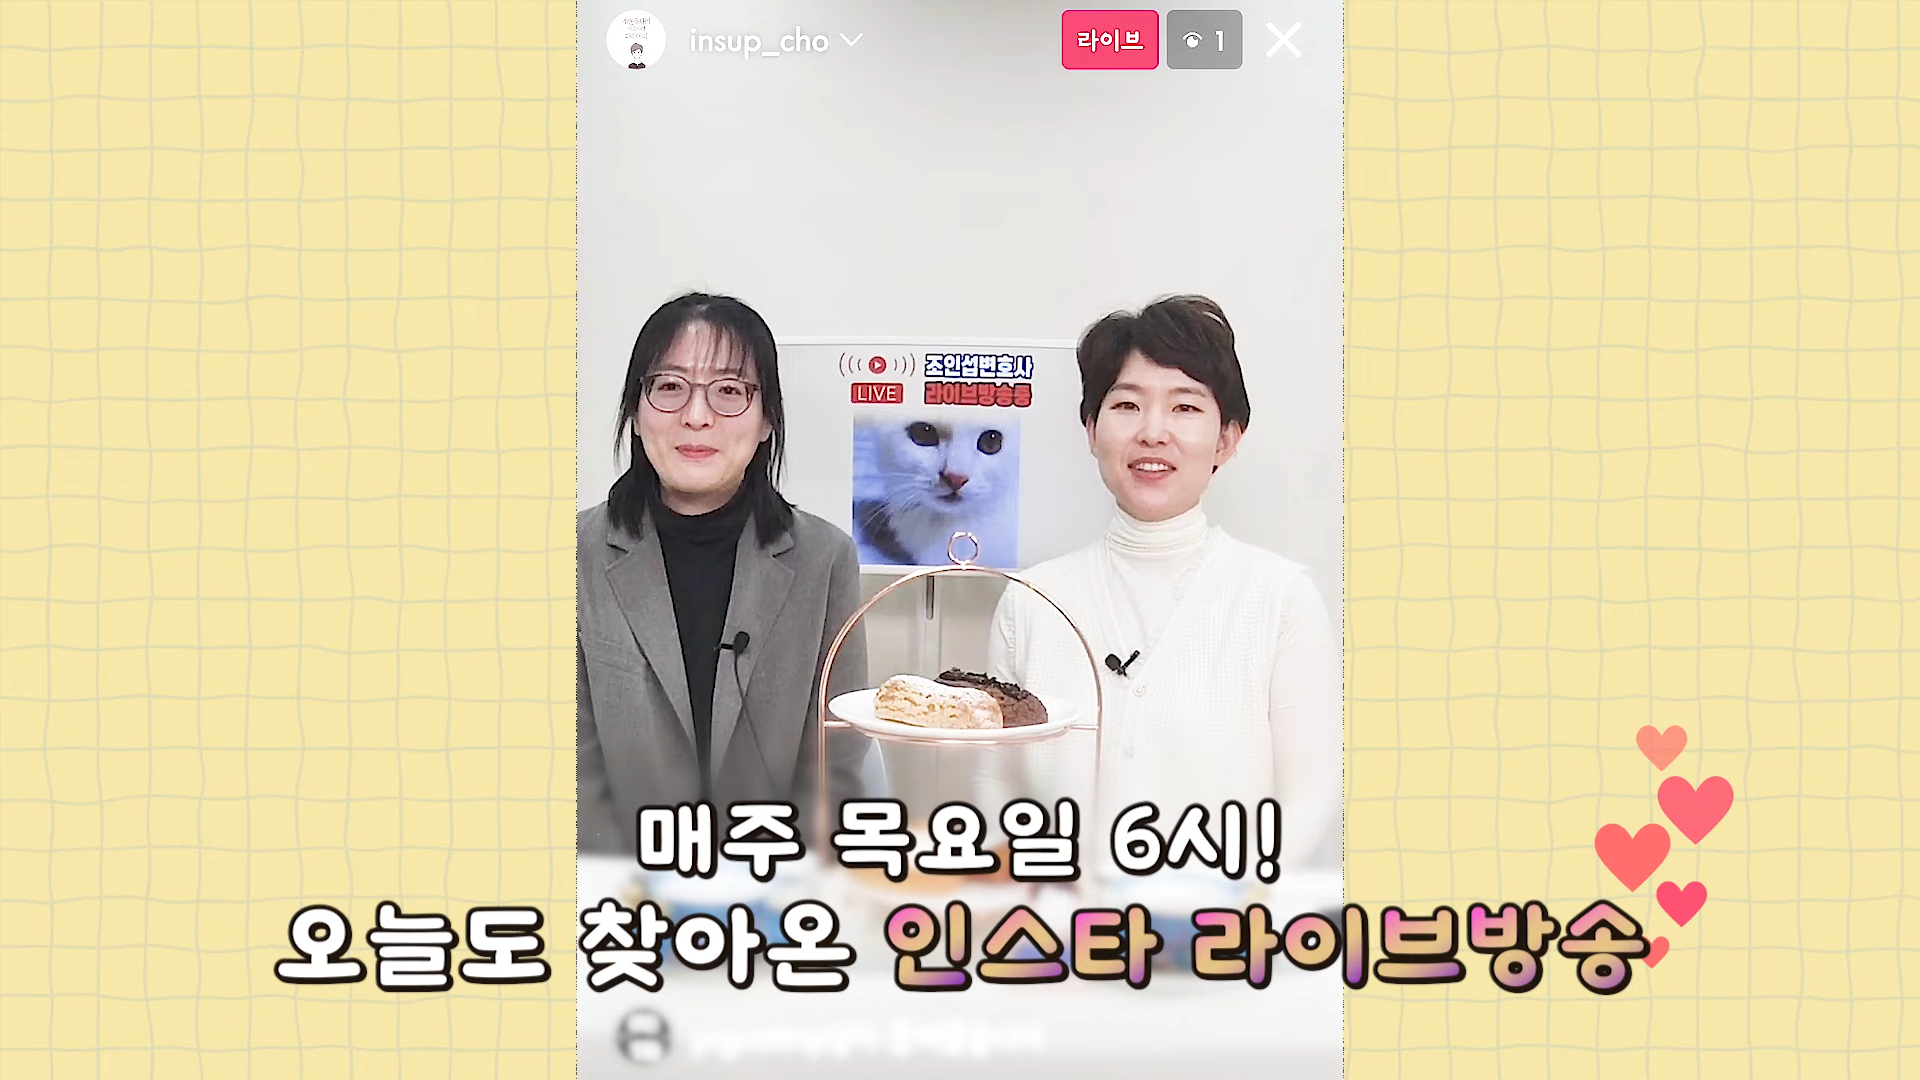 insup_cho
라이브
1
조인섭변호사
LIVE
라이브방송중
매주 목요일 6시!
오늘도 찾아온 인스타 라이브방송